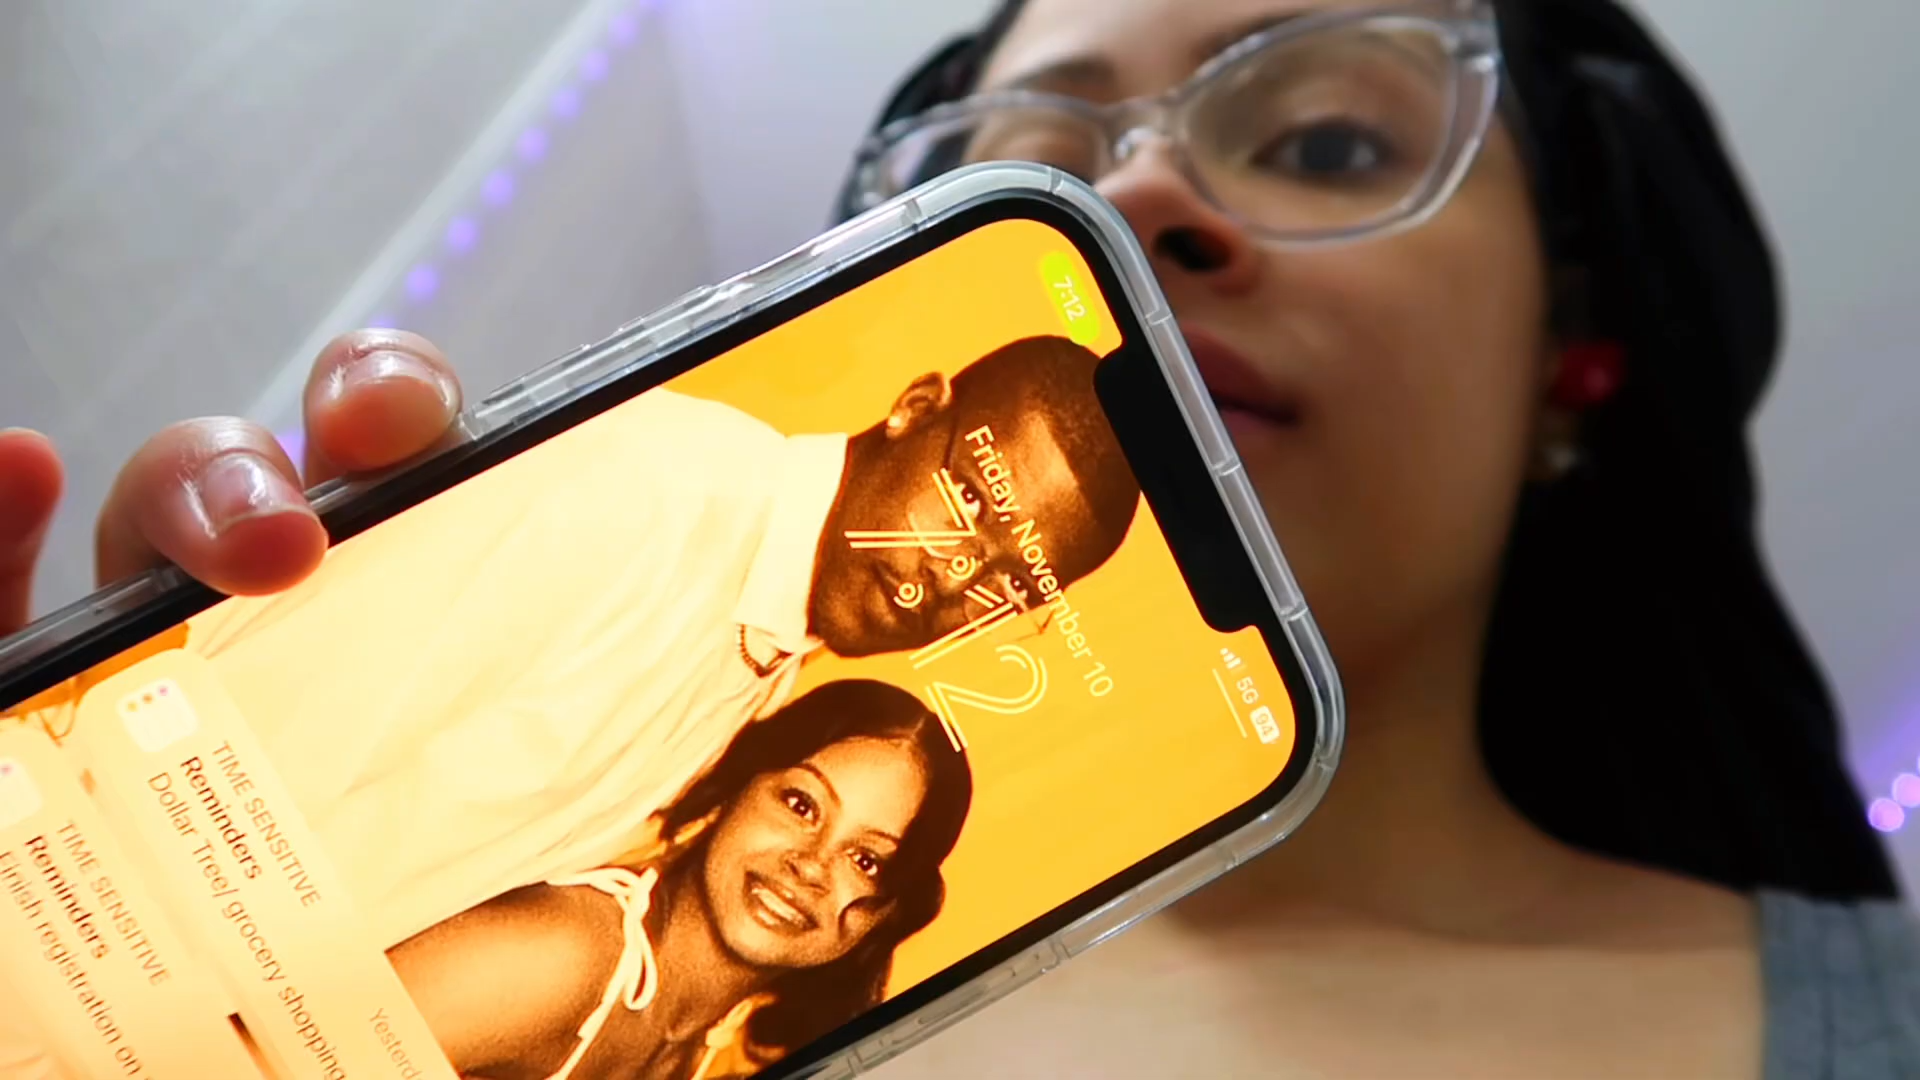 7:12
5G 94
Friday, November 10
7:12
TIME SENSITIVE
Reminders
Dollar Tree/ grocery shopping
TIME SENSITIVE
Reminders
Finish registration on